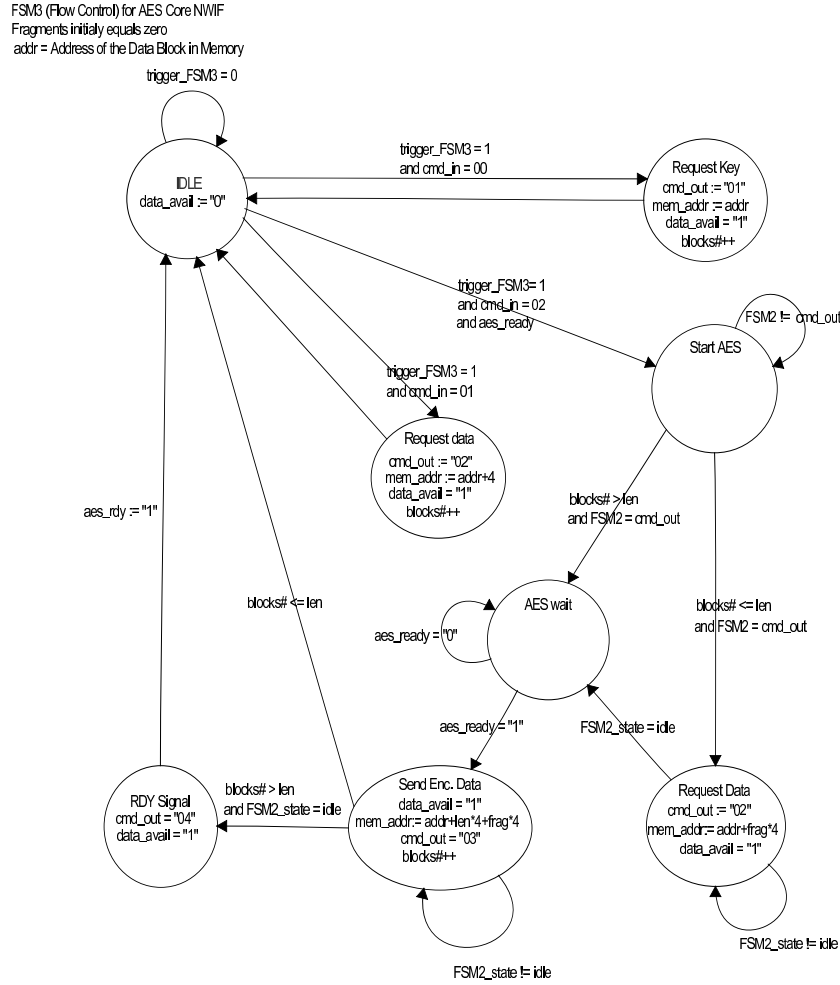 FSM3 (Flow Control) for AES Core NWIF
Fragments initialy equals zero
addr = Address of the Data Block in Memory
trigger_FSM3 = 0
IDLE
data_avail := "0"
trigger_FSM3 = 1
and cmd_in = 00
Request Key
cmd_out := "01"
mem_addr := addr
data_avail = "1"
blocks#++
trigger_FSM3= 1
and cmd_in = 02
and aes_ready
FSM2 != cmd_out
Start AES
trigger_FSM3 = 1
and cmd_in = 01
Request data
cmd_out := "02"
mem_addr := addr+4
data_avail = "1"
blocks#++
aes_rdy := "1"
blocks# > len
and FSM2 = cmd_out
blocks# <= len
AES wait
blocks# <= len
and FSM2 = cmd_out
aes_ready = "0"
aes_ready = "1"
FSM2_state = idle
RDY Signal
cmd_out = "04"
data_avail = "1"
blocks# > len
and FSM2_state = idle
Send Enc. Data
data_avail = "1"
mem_addr:= addr+len*4+frag*4
cmd_out = "03"
blocks#++
Request Data
cmd_out := "02"
mem_addr:= addr+frag*4
data_avail = "1"
FSM2_state != idle
FSM2_state != idle